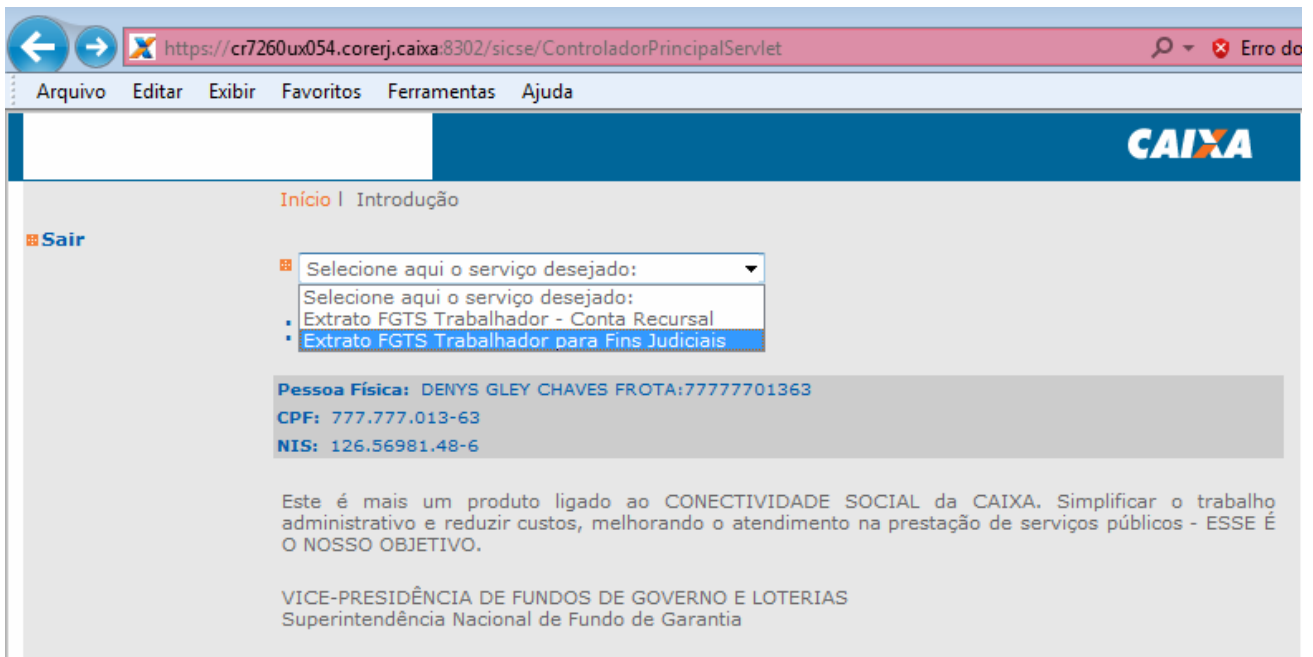 https://cr7260ux054.corerj.caixa:8302/sicse/ControladorPrincipalServlet Erro do
Arquivo Editar Exibir Favoritos Ferramentas Ajuda
CAIXA
Início l Introdução
Sair
Selecione aqui o serviço desejado:
Selecione aqui o serviço desejado:
Extrato FGTS Trabalhador - Conta Recursal
Extrato FGTS Trabalhador para Fins Judiciais
Pessoa Física: DENYS GLEY CHAVES FROTA:77777701363
CPF: 777.777.013-63
NIS: 126.56981.48-6
Este é mais um produto ligado ao CONECTIVIDADE SOCIAL da CAIXA. Simplificar o trabalho
administrativo e reduzir custos, melhorando o atendimento na prestação de serviços públicos - ESSE É
O NOSSO OBJETIVO.
VICE-PRESIDÊNCIA DE FUNDOS DE GOVERNO E LOTERIAS
Superintendência Nacional de Fundo de Garantia